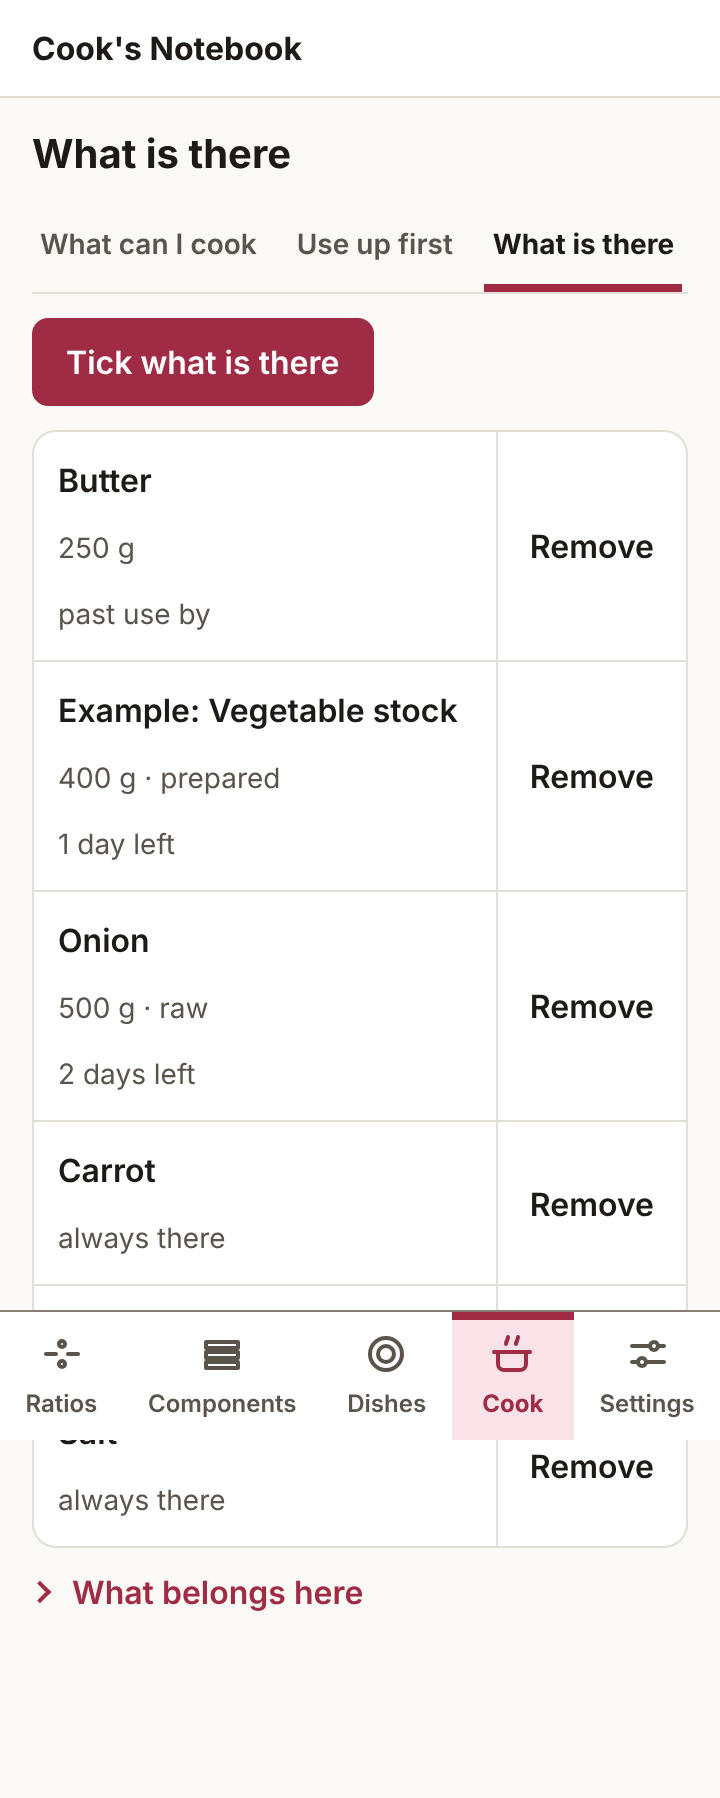 Cook's Notebook
What is there
What can I cook
Use up first
What is there
Tick what is there
Butter
250 g
past use by
Remove
Example: Vegetable stock
400 g · prepared
1 day left
Remove
Onion
500 g · raw
2 days left
Remove
Carrot
always there
Remove
Ratios
Components
Dishes
Cook
Settings
always there
Remove
What belongs here